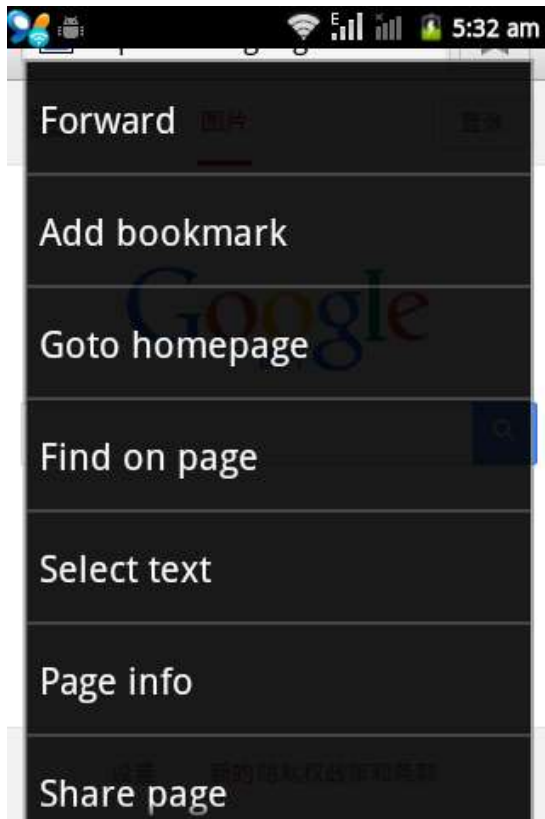 E
5:32 am
Forward
图片
登录
Add bookmark
Google
Goto homepage
Find on page
Select text
Page info
设置
Share page